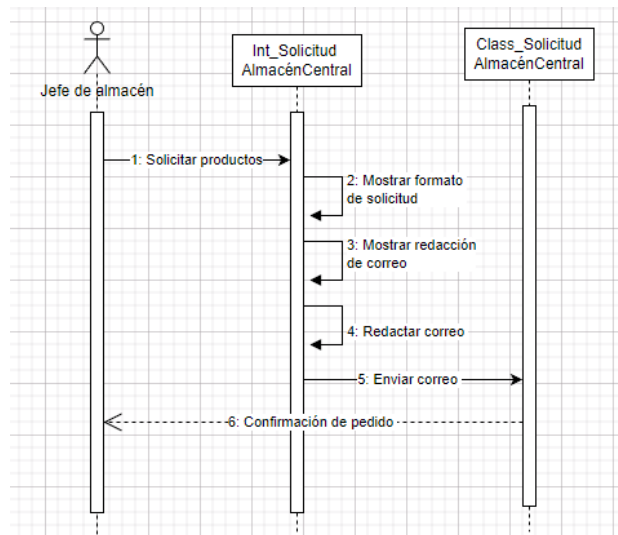 Int_Solicitud
AlmacénCentral
Class_Solicitud
AlmacénCentral
Jefe de almacén
1: Solicitar productos
2: Mostrar formato
de solicitud
3: Mostrar redacción
de correo
4: Redactar correo
5: Enviar correo
6: Confirmación de pedido